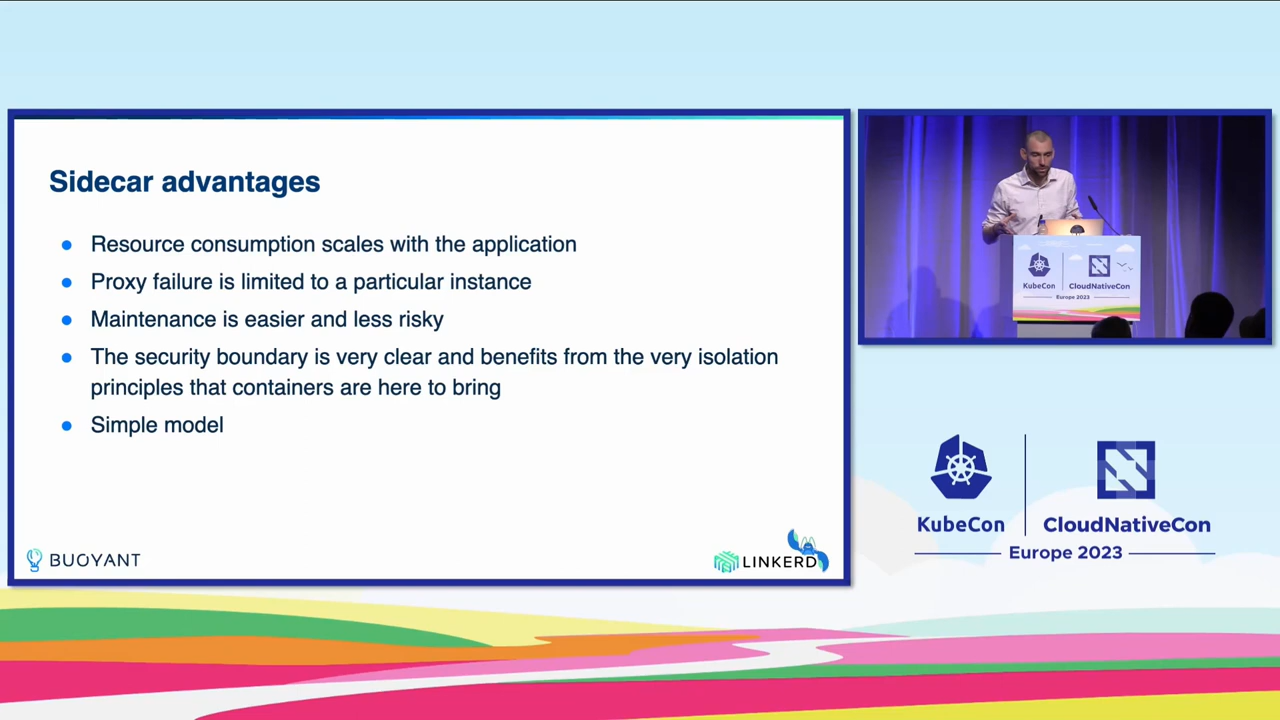 Sidecar advantages
Resource consumption scales with the application
Proxy failure is limited to a particular instance
Maintenance is easier and less risky
The security boundary is very clear and benefits from the very isolation
principles that containers are here to bring
Simple model
BUOYANT
LINKERD
KubeCon
CloudNativeCon
Europe 2023
KubeCon
CloudNativeCon
Europe 2023